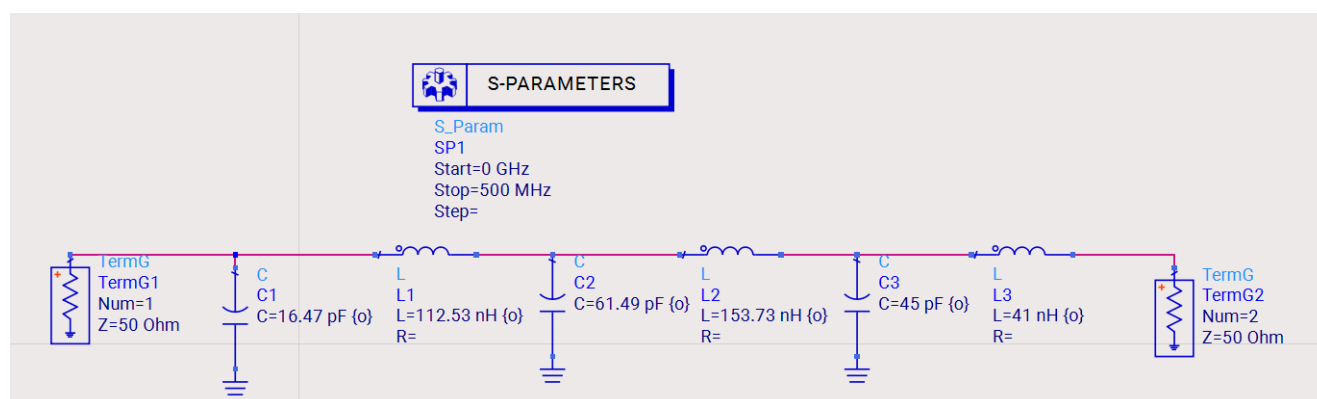 S-PARAMETERS
S_Param
SP1
Start=0 GHz
Stop=500 MHz
Step=
TermG
TermG1
Num=1
Z=50 Ohm
C
C1
C=16.47 pF {o}
L
L1
L=112.53 nH {o}
R=
C
C2
C=61.49 pF {o}
L
L2
L=153.73 nH {o}
R=
C
C3
C=45 pF {o}
L
L3
L=41 nH {o}
R=
TermG
TermG2
Num=2
Z=50 Ohm